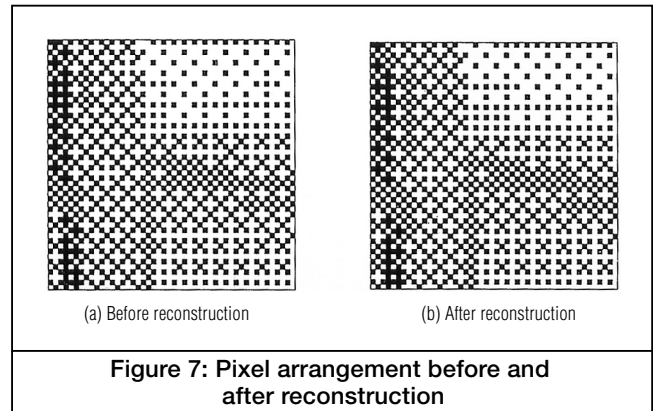 (a) Before reconstruction
(b) After reconstruction
Figure 7: Pixel arrangement before and
after reconstruction